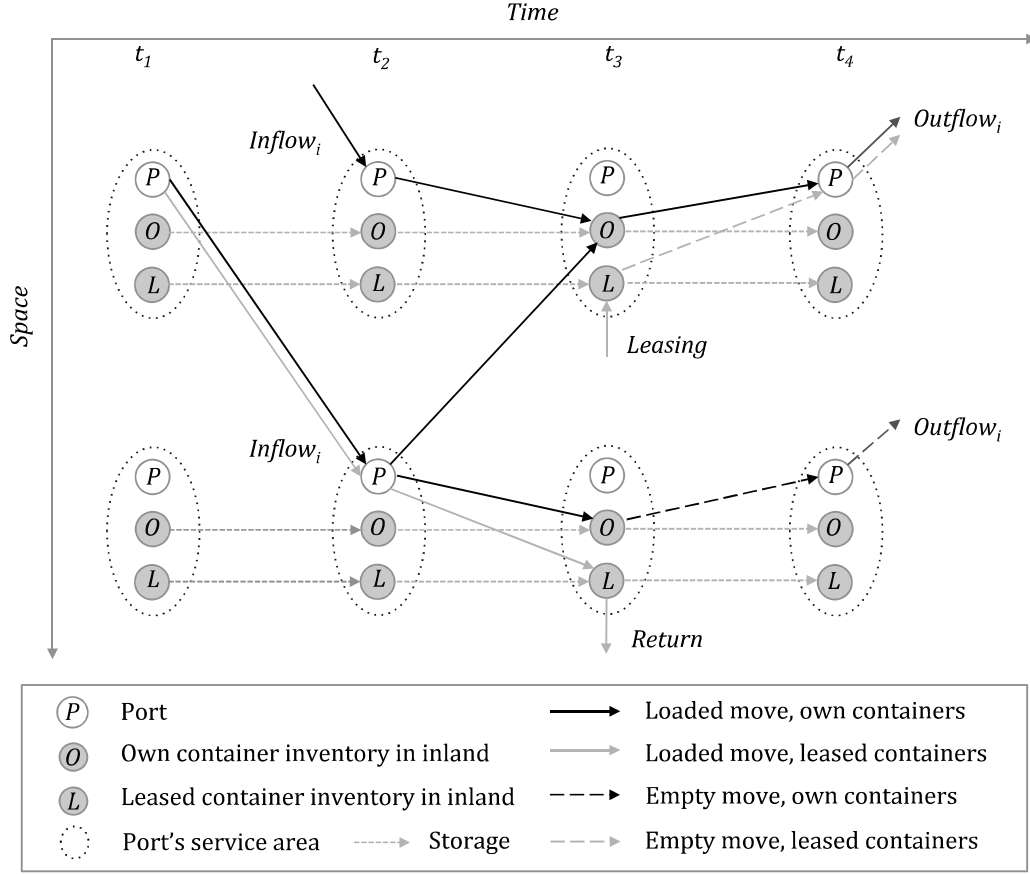 Time
t1 t2 t3 t4
Space
Inflowi Outflowi
P P P P
O O O O
L L L L
Leasing
Inflowi Outflowi
P P P P
O O O O
L L L L
Return
P Port Loaded move, own containers
O Own container inventory in inland Loaded move, leased containers
L Leased container inventory in inland Empty move, own containers
Port's service area Storage Empty move, leased containers